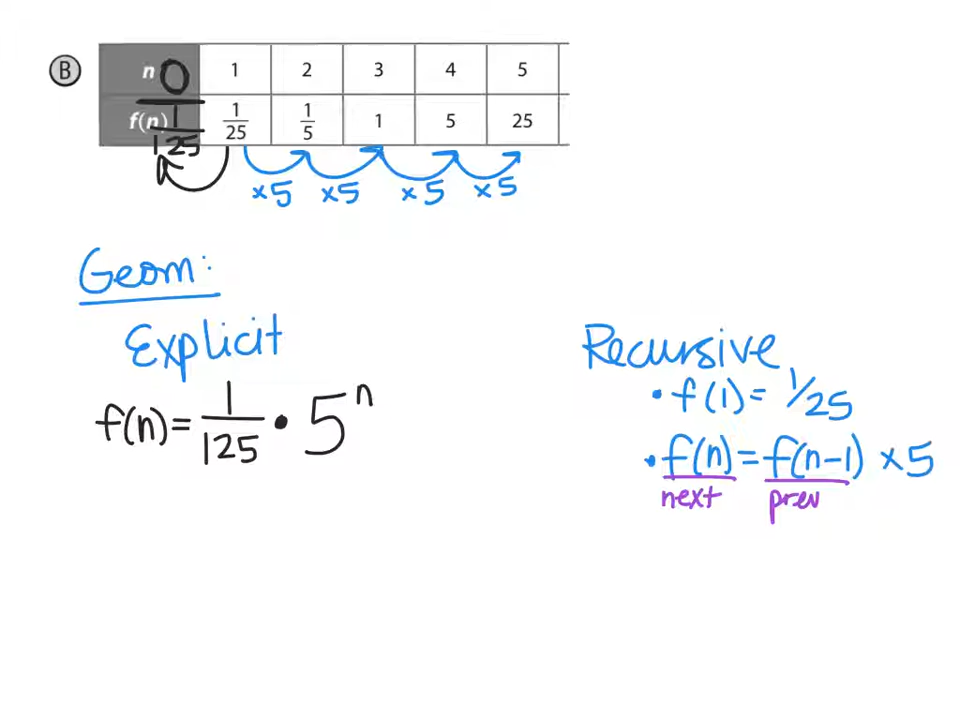 B
n 0 1 2 3 4 5
f(n) 1/125 1/25 1/5 1 5 25
×5 ×5 ×5 ×5
Geom:
Explicit
f(n) = 1/125 • 5^n
Recursive
• f(1) = 1/25
• f(n) = f(n-1) ×5
next prev